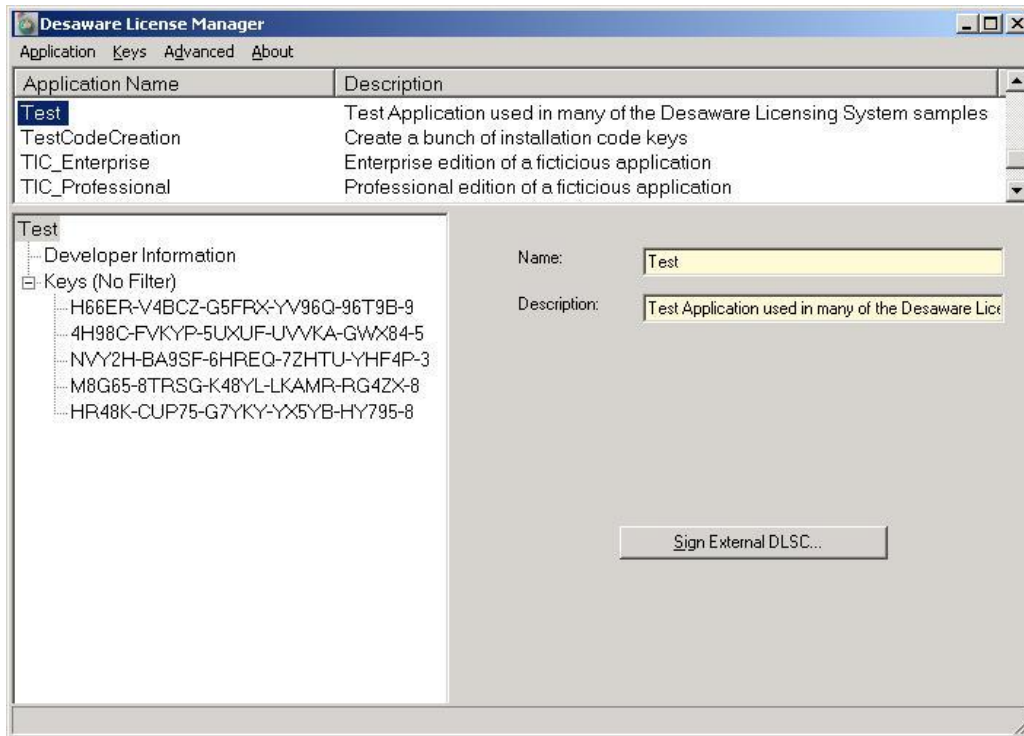 Desaware License Manager
Application Keys Advanced About
Application Name Description
Test Test Application used in many of the Desaware Licensing System samples
TestCodeCreation Create a bunch of installation code keys
TIC_Enterprise Enterprise edition of a ficticious application
TIC_Professional Professional edition of a ficticious application
Test
Developer Information
Keys (No Filter)
H66ER-V4BCZ-G5FRX-YV96Q-96T9B-9
4H98C-FVKYP-5UXUF-UVVKA-GWX84-5
NVY2H-BA9SF-6HREQ-7ZHTU-YHF4P-3
M8G65-8TRSG-K48YL-LKAMR-RG4ZX-8
HR48K-CUP75-G7YKY-YX5YB-HY795-8
Name: Test
Description: Test Application used in many of the Desaware Lice
Sign External DLSC...